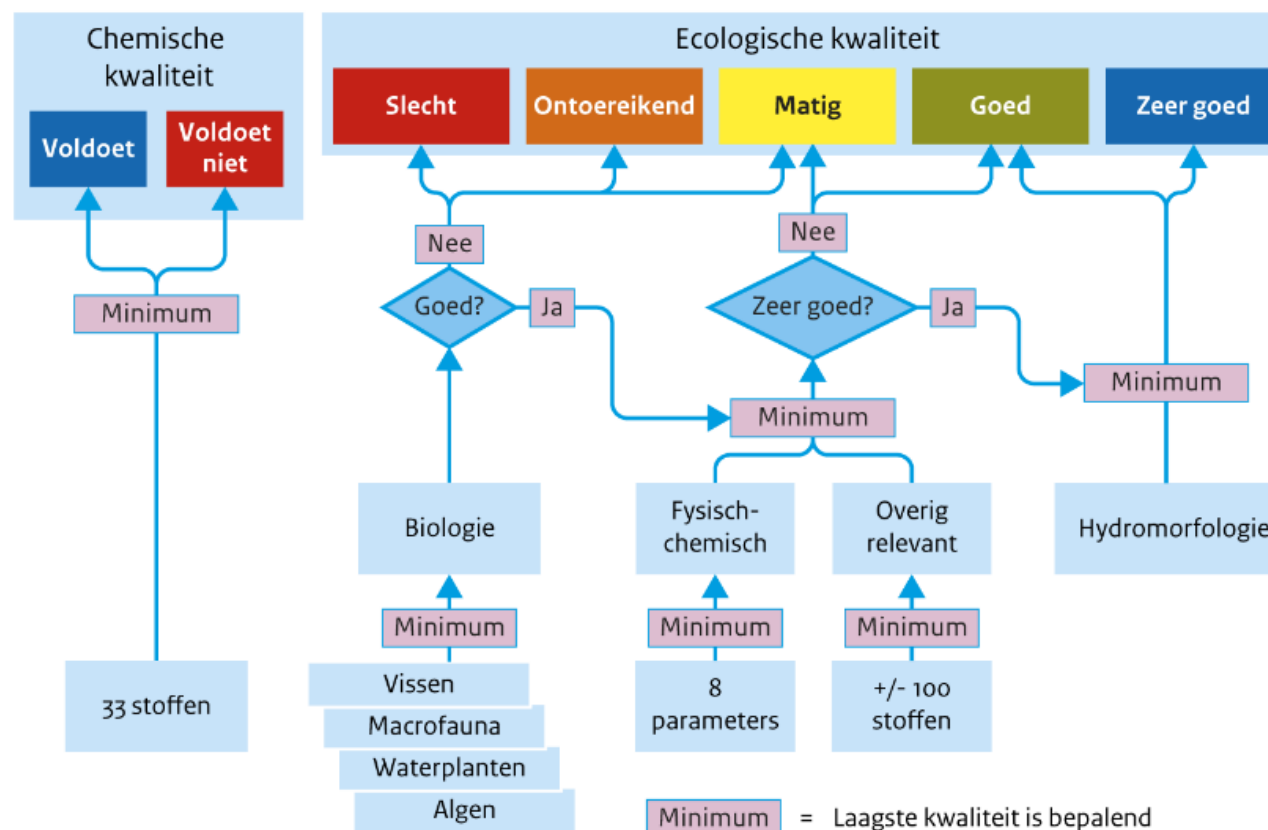 Chemische
kwaliteit
Voldoet
Voldoet
niet
Minimum
33 stoffen
Ecologische kwaliteit
Slecht
Ontoereikend
Matig
Goed
Zeer goed
Nee
Nee
Goed?
Ja
Zeer goed?
Ja
Minimum
Minimum
Biologie
Fysisch-
chemisch
Overig
relevant
Hydromorfologie
Minimum
Minimum
Minimum
Vissen
Macrofauna
Waterplanten
Algen
8
parameters
+/- 100
stoffen
Minimum = Laagste kwaliteit is bepalend